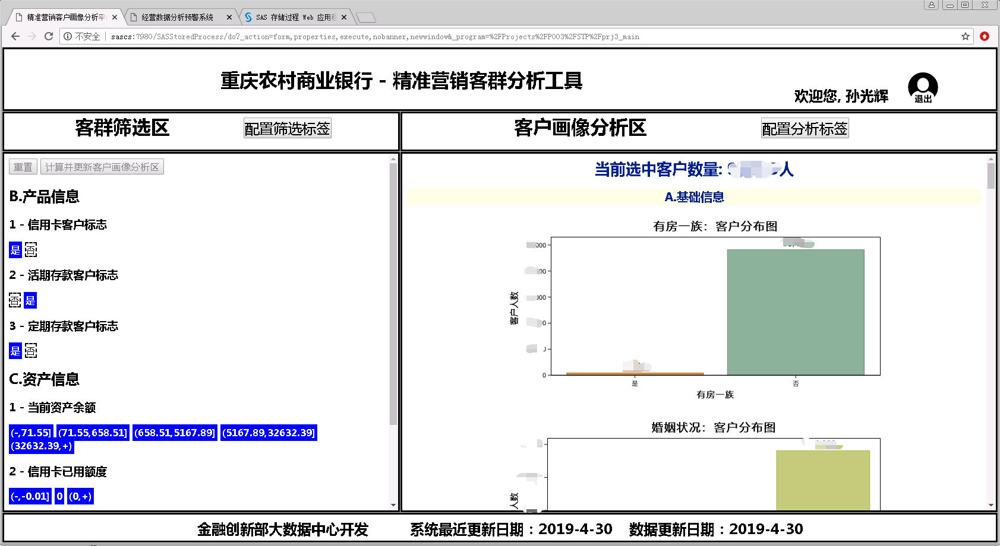 精准营销客户画像分析平
经营数据分析预警系统
SAS 存储过程 Web 应用程
不安全 sascs:7980/SASStoredProcess/do?_action=form,properties,execute,nobanner,newwindow&_program=%2FProjects%2FP003%2FSTP%2Fprj3_main
重庆农村商业银行 - 精准营销客群分析工具
欢迎您, 孙光辉
退出
客群筛选区
配置筛选标签
客户画像分析区
配置分析标签
重置 计算并更新客户画像分析区
B.产品信息
1 - 信用卡客户标志
是 否
2 - 活期存款客户标志
否 是
3 - 定期存款客户标志
是 否
C.资产信息
1 - 当前资产余额
(-,71.55] (71.55,658.51] (658.51,5167.89] (5167.89,32632.39]
(32632.39,+)
2 - 信用卡已用额度
(-,-0.01] 0 (0,+)
当前选中客户数量: 人
A.基础信息
有房一族：客户分布图
客户人数
0
是 否
有房一族
婚姻状况：客户分布图
人数
金融创新部大数据中心开发 系统最近更新日期：2019-4-30 数据更新日期：2019-4-30